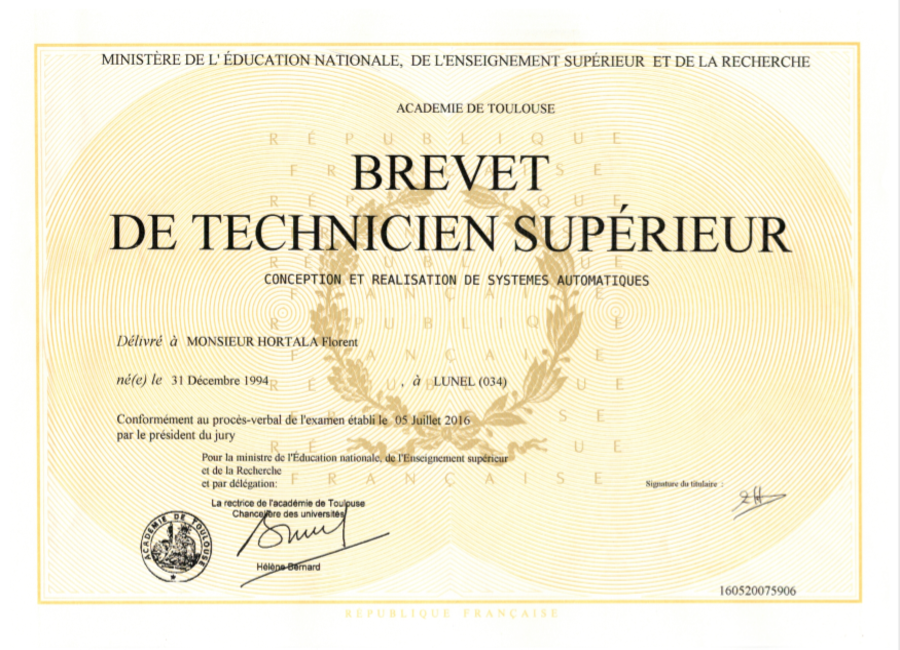 MINISTÈRE DE L' ÉDUCATION NATIONALE, DE L'ENSEIGNEMENT SUPÉRIEUR ET DE LA RECHERCHE
ACADEMIE DE TOULOUSE
BREVET
DE TECHNICIEN SUPÉRIEUR
CONCEPTION ET REALISATION DE SYSTEMES AUTOMATIQUES
Délivré à MONSIEUR HORTALA Florent
né(e) le 31 Décembre 1994 , à LUNEL (034)
Conformément au procès-verbal de l'examen établi le 05 Juillet 2016
par le président du jury
Pour la ministre de l'Éducation nationale, de l'Enseignement supérieur
et de la Recherche
et par délégation:
Signature du titulaire :
La rectrice de l'académie de Toulouse
Chancelière des universités
ACADÉMIE DE TOULOUSE
Hélène Bernard
160520075906
REPUBLIQUE FRANÇAISE
RÉPUBLIQUE
FRANÇAISE